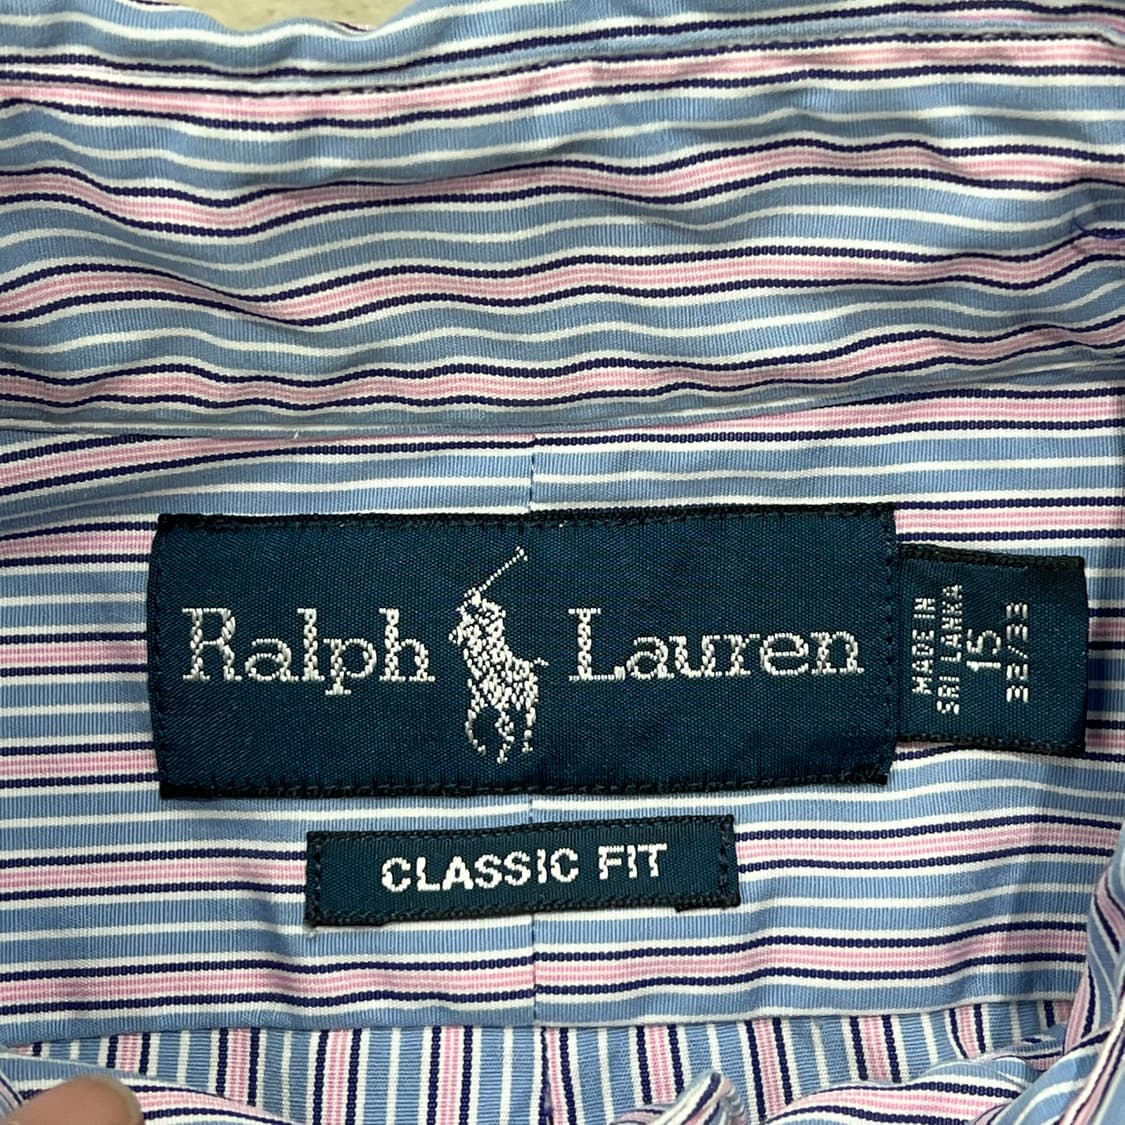 Ralph Lauren
MADE IN
SRI LANKA
15
32/33
CLASSIC FIT